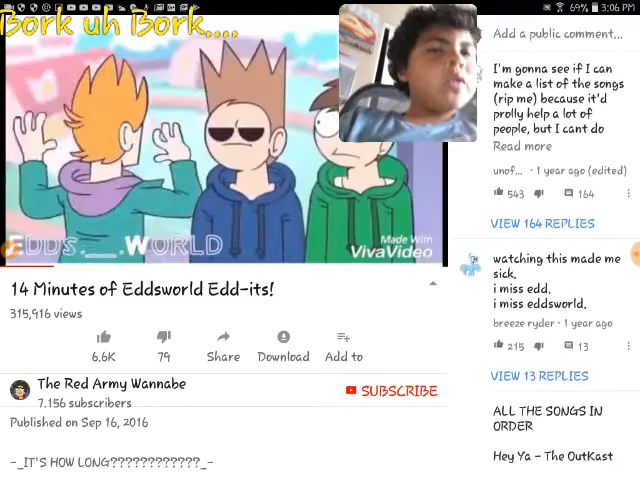 69% 3:06 PM
Bork uh Bork....
EDDS.__.WORLD
Made With
VivaVideo
14 Minutes of Eddsworld Edd-its!
315,916 views
6.6K
79
Share
Download
Add to
The Red Army Wannabe
7,156 subscribers
SUBSCRIBE
Published on Sep 16, 2016
-_IT'S HOW LONG????????????_-
Add a public comment...
I'm gonna see if I can
make a list of the songs
(rip me) because it'd
prolly help a lot of
people, but I cant do
Read more
unof... · 1 year ago (edited)
543
164
VIEW 164 REPLIES
watching this made me
sick.
i miss edd.
i miss eddsworld.
breeze ryder · 1 year ago
215
13
VIEW 13 REPLIES
ALL THE SONGS IN
ORDER
Hey Ya - The OutKast